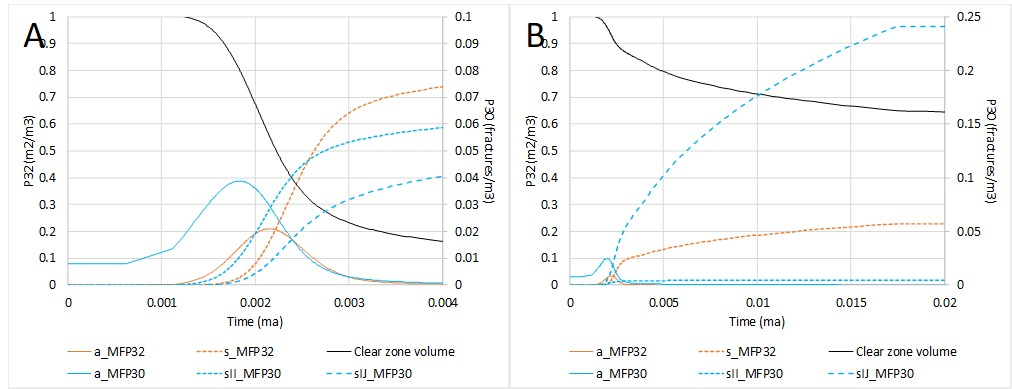 A
1
0.9
0.8
0.7
0.6
0.5
0.4
0.3
0.2
0.1
0
P32 (m2/m3)
0.1
0.09
0.08
0.07
0.06
0.05
0.04
0.03
0.02
0.01
0
P30 (fractures/m3)
0 0.001 0.002 0.003 0.004
Time (ma)
a_MFP32 s_MFP32 Clear zone volume
a_MFP30 sII_MFP30 sIJ_MFP30
B
1
0.9
0.8
0.7
0.6
0.5
0.4
0.3
0.2
0.1
0
P32 (m2/m3)
0.25
0.2
0.15
0.1
0.05
0
P30 (fractures/m3)
0 0.005 0.01 0.015 0.02
Time (ma)
a_MFP32 s_MFP32 Clear zone volume
a_MFP30 sII_MFP30 sIJ_MFP30